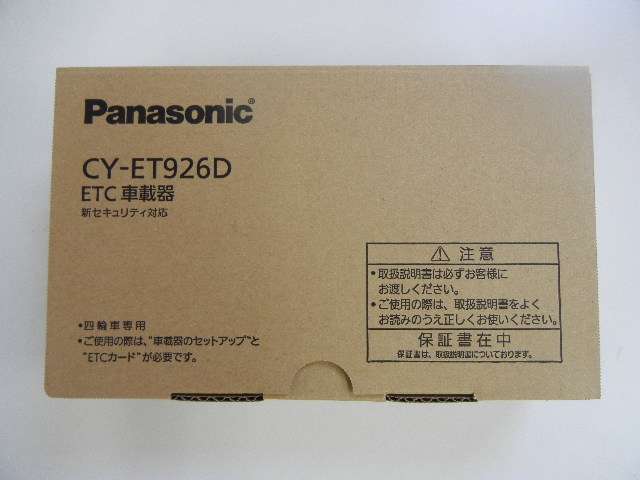 Panasonic®
CY-ET926D
ETC 車載器
新セキュリティ対応
•四輪車専用
•ご使用の際は、"車載器のセットアップ"と
"ETCカード"が必要です。
⚠ 注意
•取扱説明書は必ずお客様に
お渡しください。
•ご使用の際は、取扱説明書をよく
お読みのうえ正しくお使いください。
保証書在中
保証書は、取扱説明書についております。